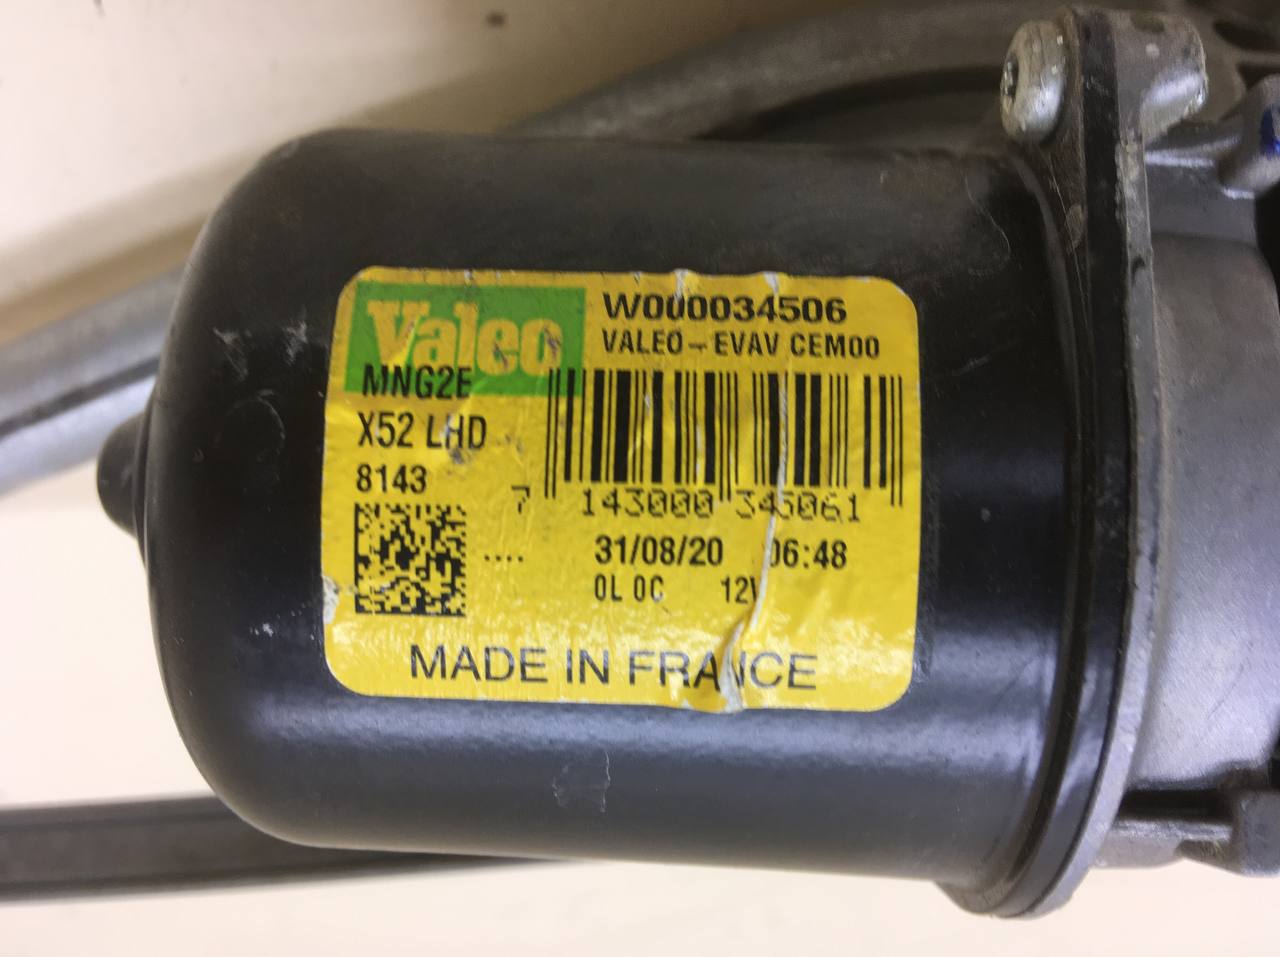 Valeo
W000034506
VALEO - EVAV CEM00
MNG2E
X52 LHD
8143
7 143000 345061
31/08/20 06:48
0L 0C 12V
MADE IN FRANCE